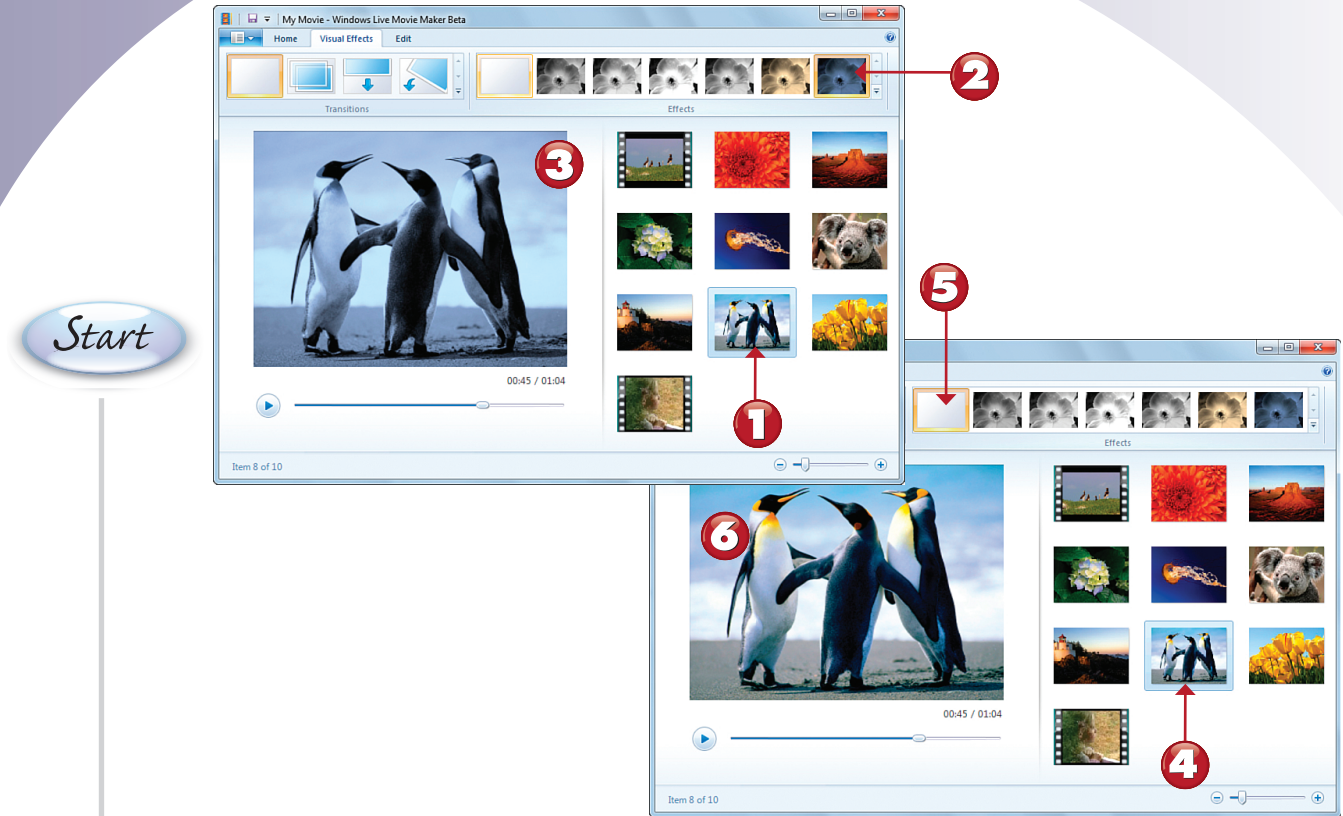 My Movie - Windows Live Movie Maker Beta
Home Visual Effects Edit
2
Transitions
Effects
3
5
Start
00:45 / 01:04
1
Effects
Item 8 of 10
6
00:45 / 01:04
4
Item 8 of 10